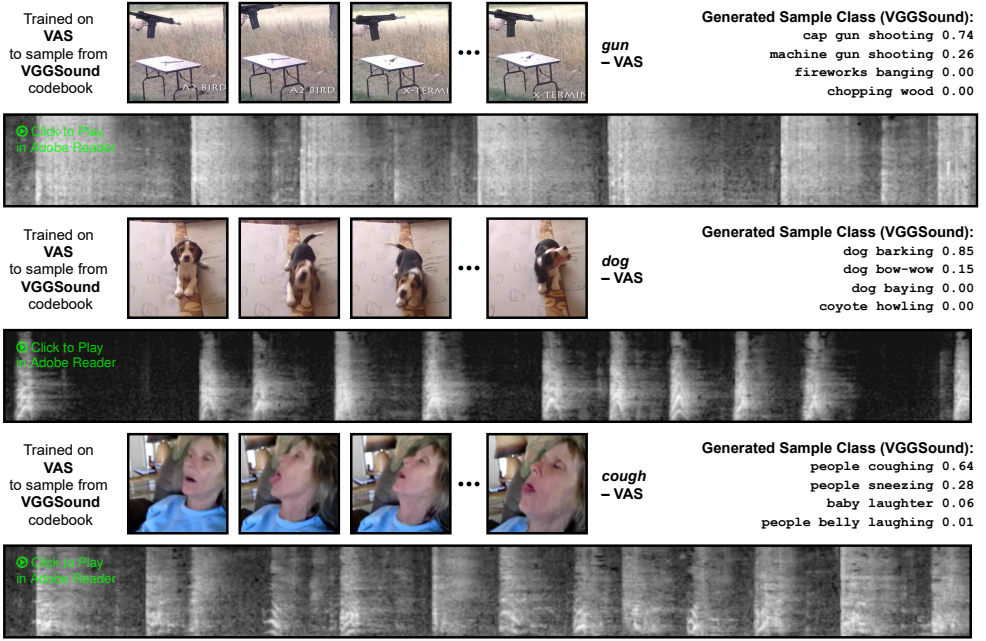 Trained on
VAS
to sample from
VGGSound
codebook
A2 BIRD
A2 BIRD
X-TERMI
X-TERMIN
•••
gun
– VAS
Generated Sample Class (VGGSound):
cap gun shooting 0.74
machine gun shooting 0.26
fireworks banging 0.00
chopping wood 0.00
Click to Play
in Adobe Reader
Trained on
VAS
to sample from
VGGSound
codebook
•••
dog
– VAS
Generated Sample Class (VGGSound):
dog barking 0.85
dog bow-wow 0.15
dog baying 0.00
coyote howling 0.00
Click to Play
in Adobe Reader
Trained on
VAS
to sample from
VGGSound
codebook
•••
cough
– VAS
Generated Sample Class (VGGSound):
people coughing 0.64
people sneezing 0.28
baby laughter 0.06
people belly laughing 0.01
Click to Play
in Adobe Reader